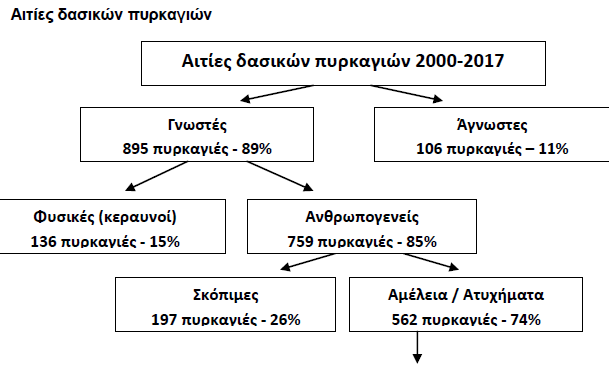 Αιτίες δασικών πυρκαγιών
Αιτίες δασικών πυρκαγιών 2000-2017
Γνωστές
895 πυρκαγιές - 89%
Άγνωστες
106 πυρκαγιές – 11%
Φυσικές (κεραυνοί)
136 πυρκαγιές - 15%
Ανθρωπογενείς
759 πυρκαγιές - 85%
Σκόπιμες
197 πυρκαγιές - 26%
Αμέλεια / Ατυχήματα
562 πυρκαγιές - 74%